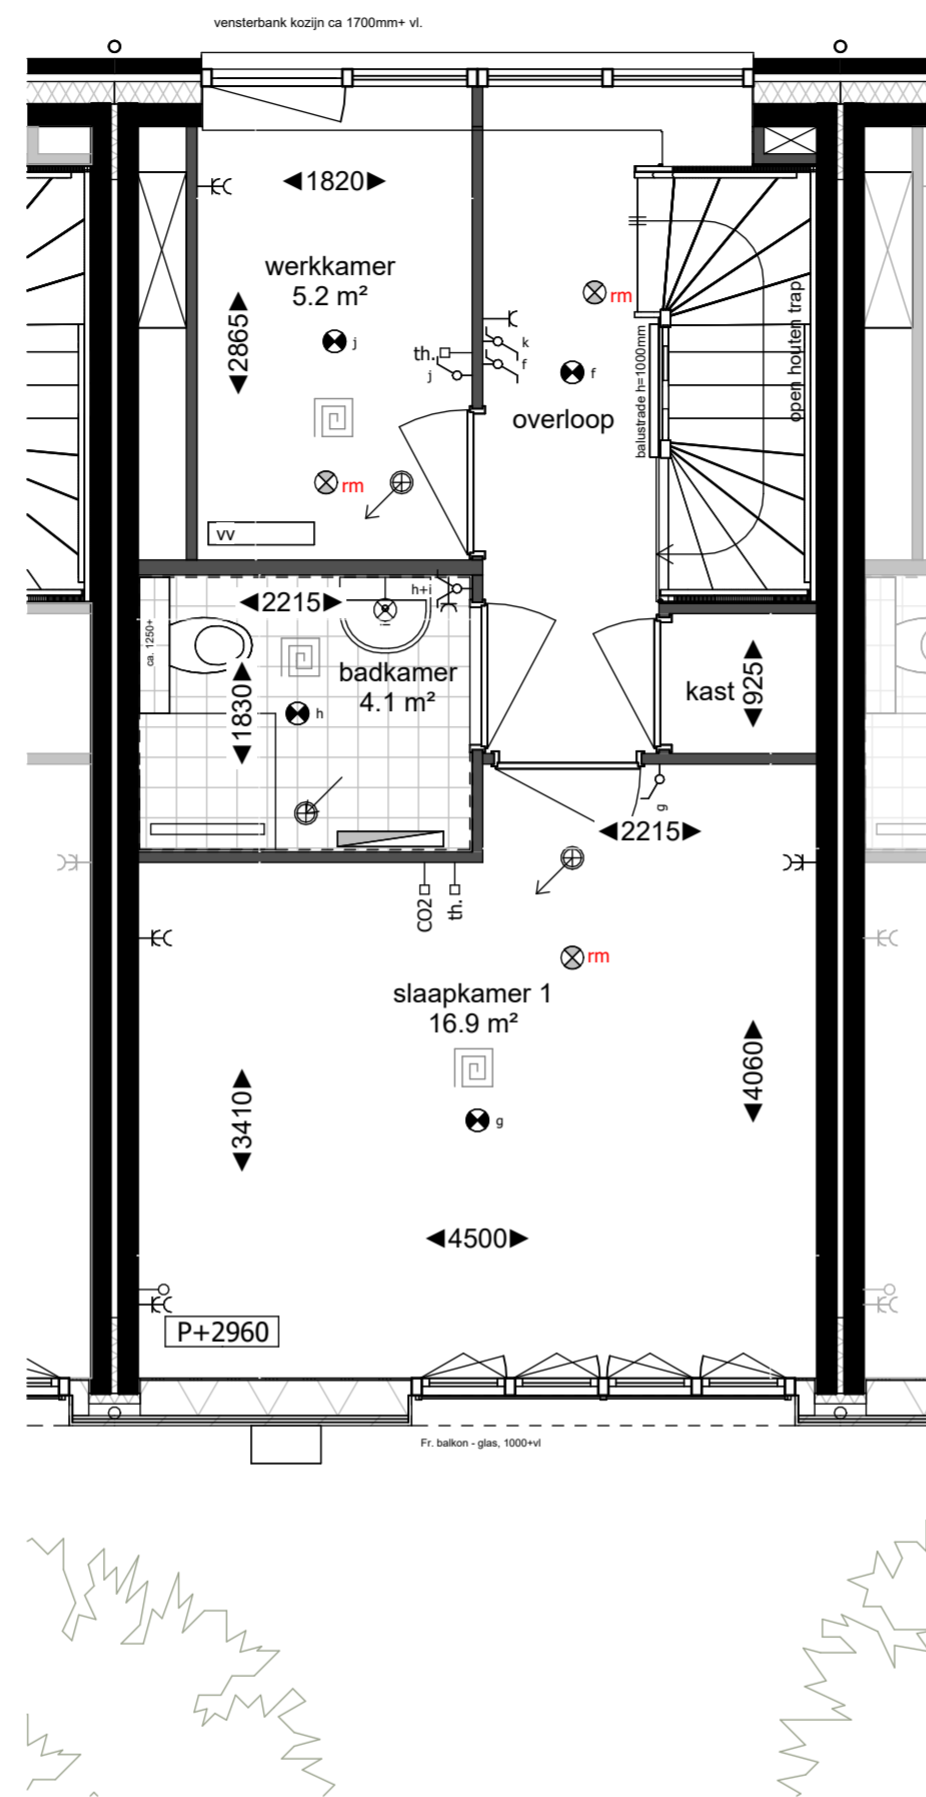 vensterbank kozijn ca 1700mm+ vl.
1820
werkkamer
5.2 m²
2865
j
th.
j
k
f
rm
f
overloop
balustrade h=1000mm
open houten trap
rm
vv
h+i
2215
ca. 1250+
badkamer
4.1 m²
1830
h
kast
925
g
2215
CO2
th.
rm
slaapkamer 1
16.9 m²
4060
3410
g
4500
P+2960
Fr. balkon - glas, 1000+vl